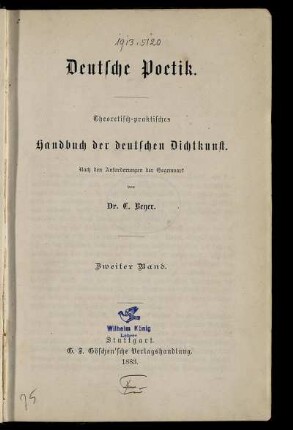 1913.5120
Deutsche Poetik.
Theoretisch-praktisches
Handbuch der deutschen Dichtkunst.
Nach den Anforderungen der Gegenwart
von
Dr. C. Beyer.
Zweiter Band.
Wilhelm König
Lehrer
Stuttgart.
G. J. Göschen'sche Verlagshandlung.
1883.